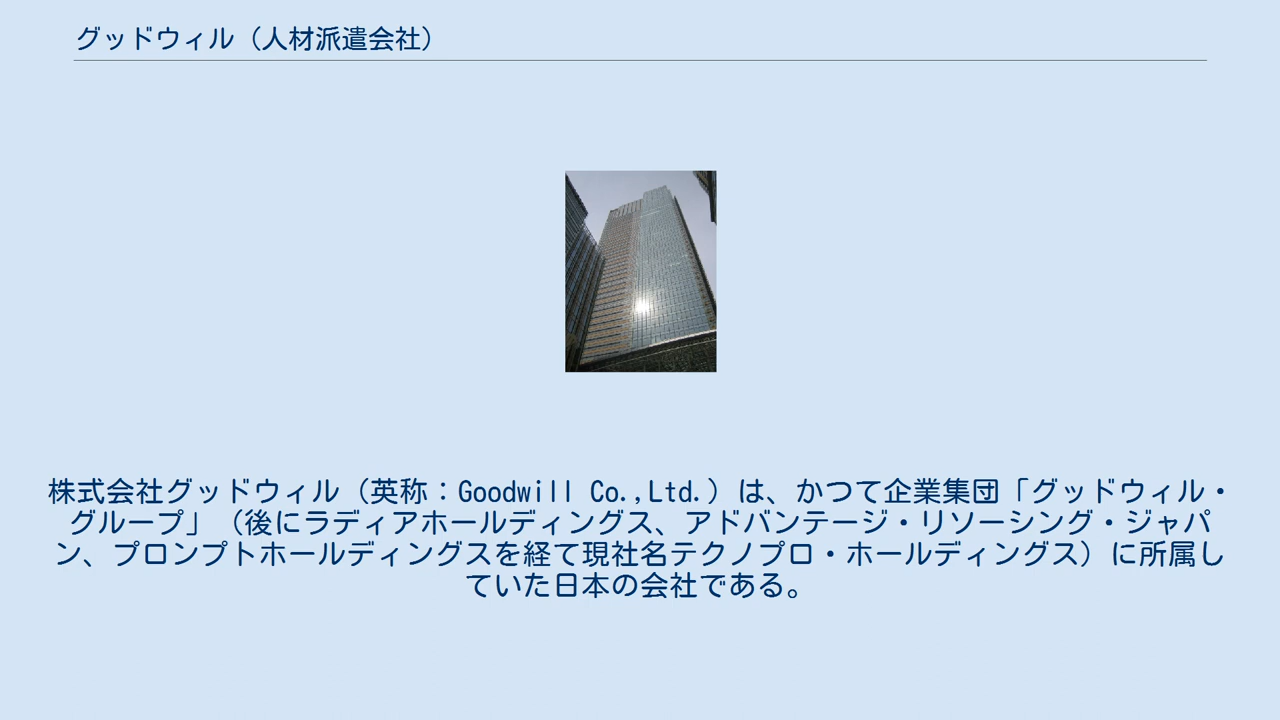 グッドウィル（人材派遣会社）
株式会社グッドウィル（英称：Goodwill Co.,Ltd.）は、かつて企業集団「グッドウィル・
グループ」（後にラディアホールディングス、アドバンテージ・リソーシング・ジャパ
ン、プロンプトホールディングスを経て現社名テクノプロ・ホールディングス）に所属し
ていた日本の会社である。